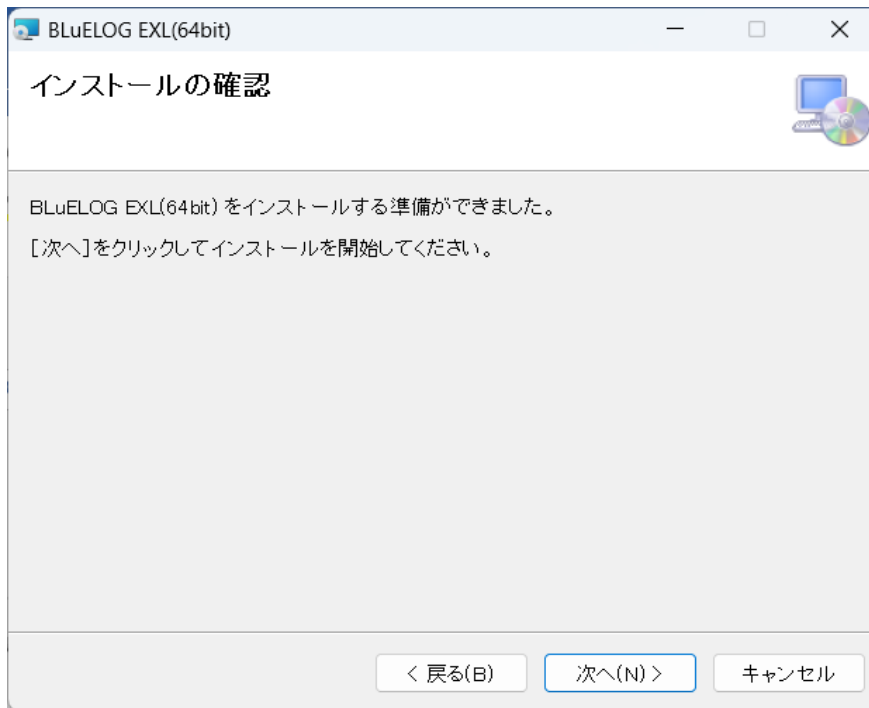 BLuELOG EXL(64bit)
インストールの確認
BLuELOG EXL(64bit) をインストールする準備ができました。
[次へ]をクリックしてインストールを開始してください。
< 戻る(B)
次へ(N) >
キャンセル